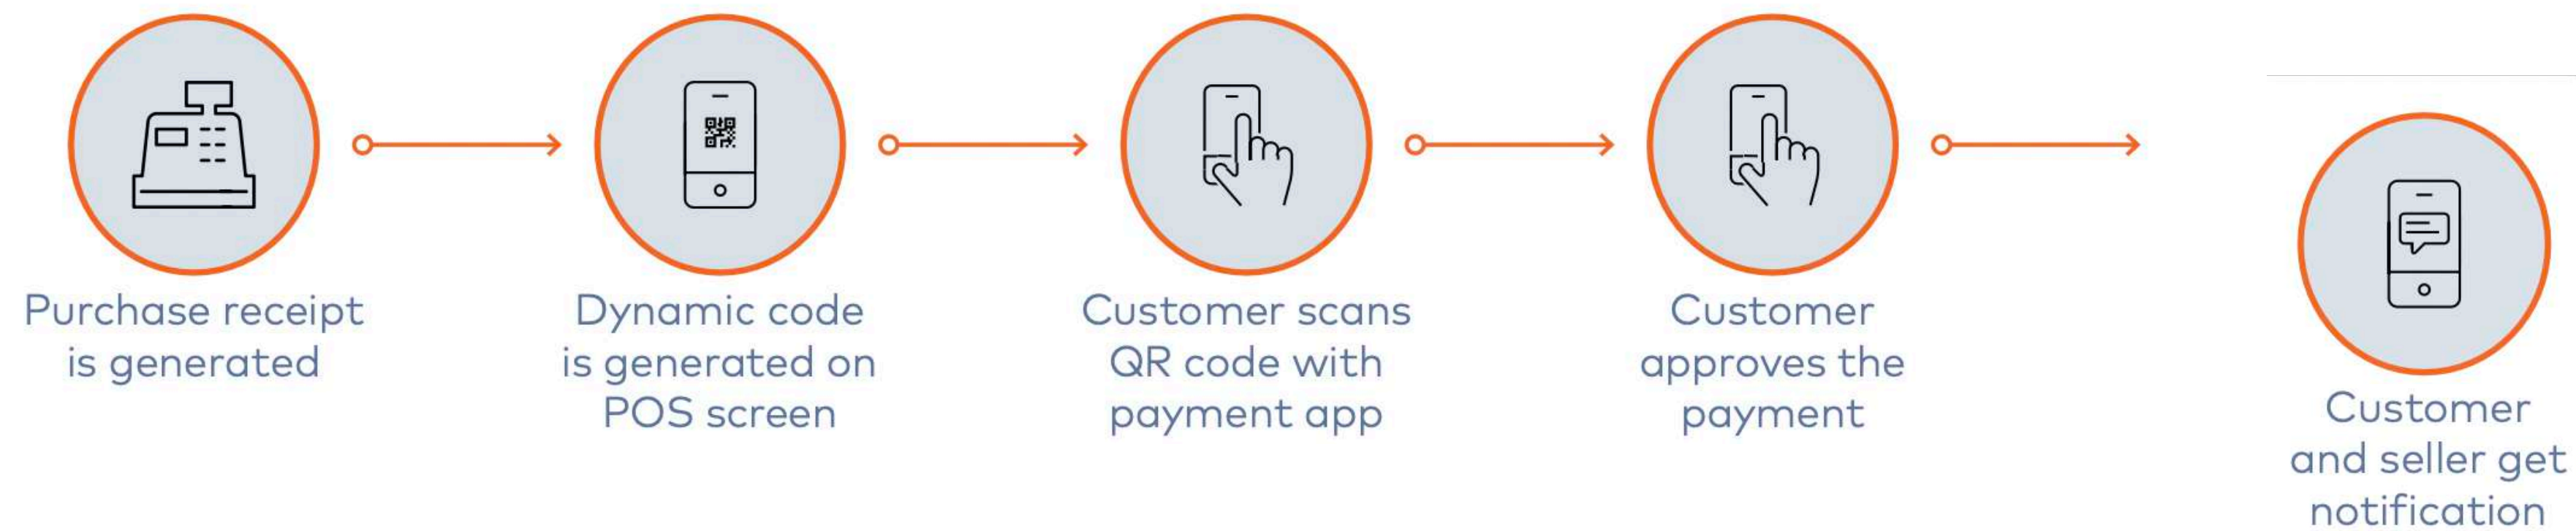 Purchase receipt
is generated
Dynamic code
is generated on
POS screen
Customer scans
QR code with
payment app
Customer
approves the
payment
Customer
and seller get
notification